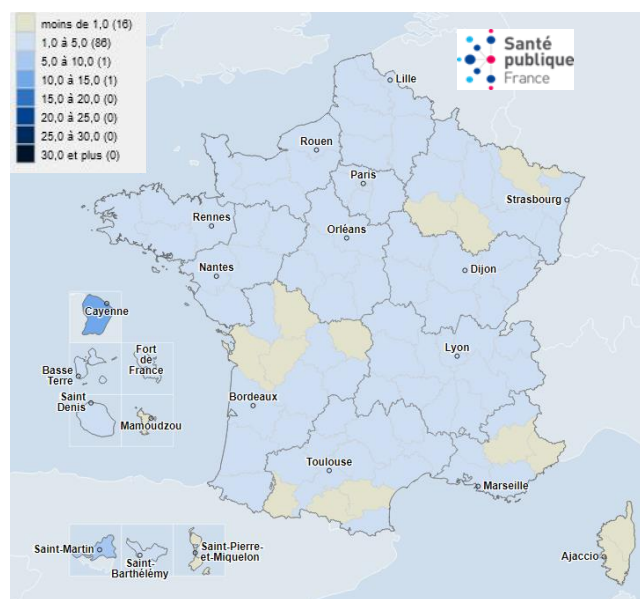 moins de 1,0 (16)
1,0 à 5,0 (86)
5,0 à 10,0 (1)
10,0 à 15,0 (1)
15,0 à 20,0 (0)
20,0 à 25,0 (0)
25,0 à 30,0 (0)
30,0 et plus (0)
Santé
publique
France
Lille
Rouen
Paris
Strasbourg
Rennes
Orléans
Nantes
Dijon
Cayenne
Lyon
Basse
Terre
Fort
de
France
Saint
Denis
Mamoudzou
Bordeaux
Toulouse
Marseille
Saint-Martin
Saint-
Barthélémy
Saint-Pierre-
et-Miquelon
Ajaccio